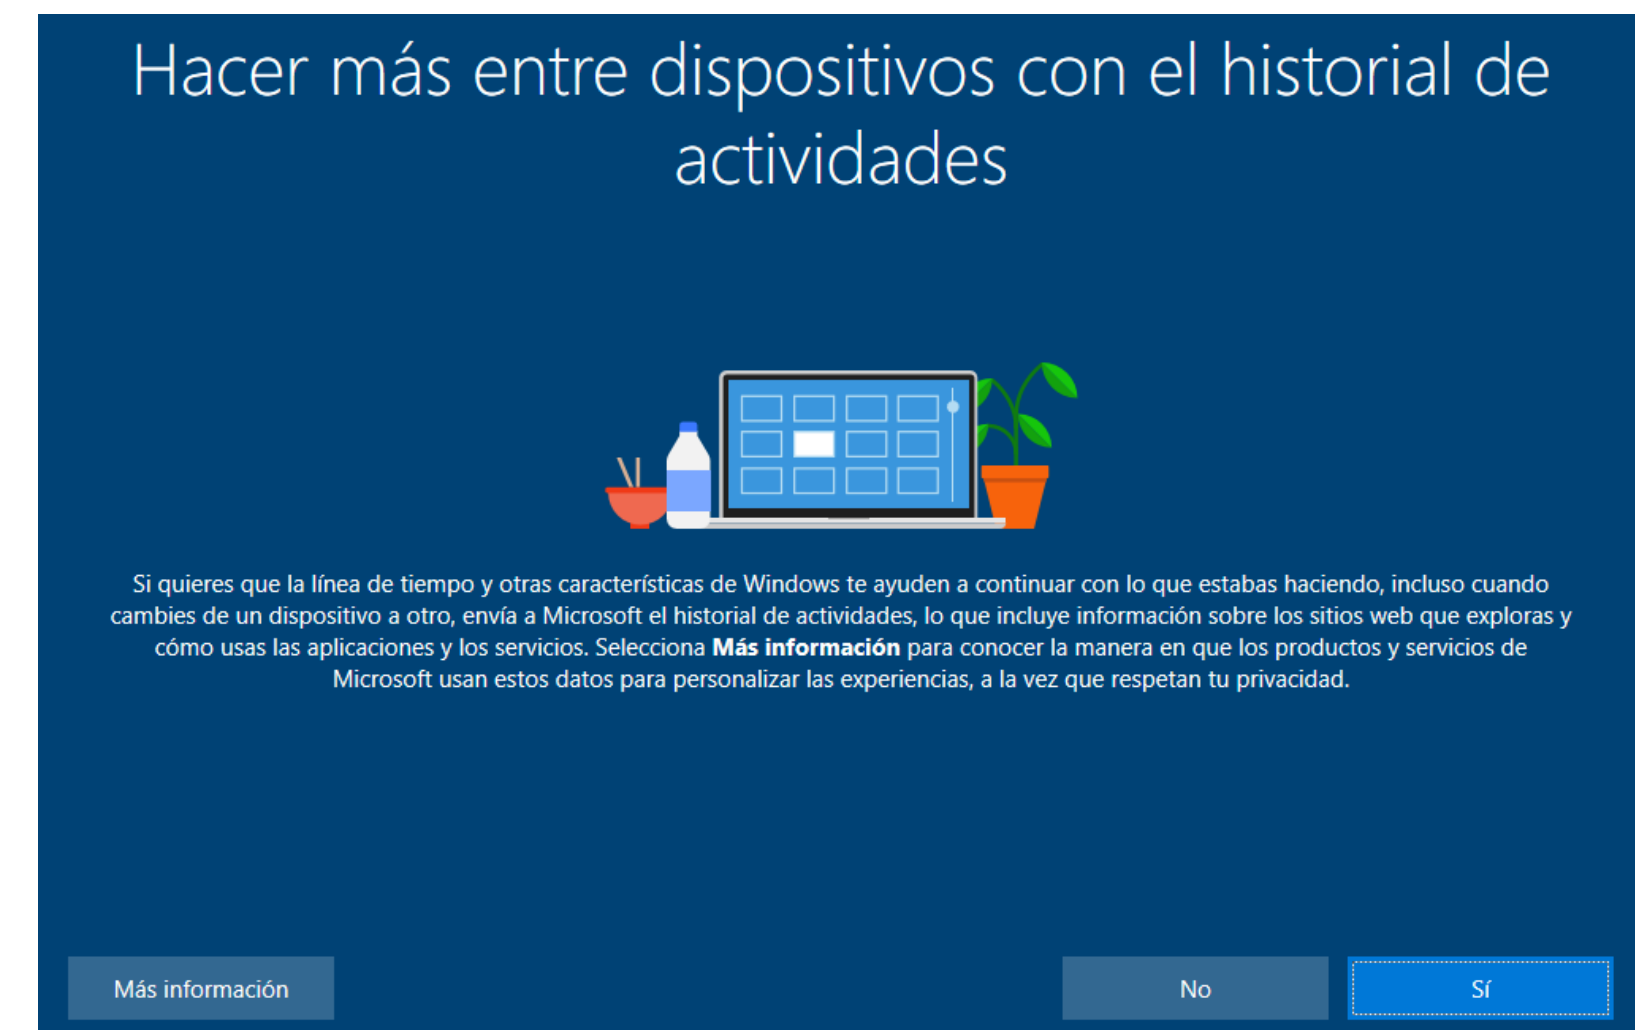 Hacer más entre dispositivos con el historial de
actividades
Si quieres que la línea de tiempo y otras características de Windows te ayuden a continuar con lo que estabas haciendo, incluso cuando
cambies de un dispositivo a otro, envía a Microsoft el historial de actividades, lo que incluye información sobre los sitios web que exploras y
cómo usas las aplicaciones y los servicios. Selecciona Más información para conocer la manera en que los productos y servicios de
Microsoft usan estos datos para personalizar las experiencias, a la vez que respetan tu privacidad.
Más información
No
Sí